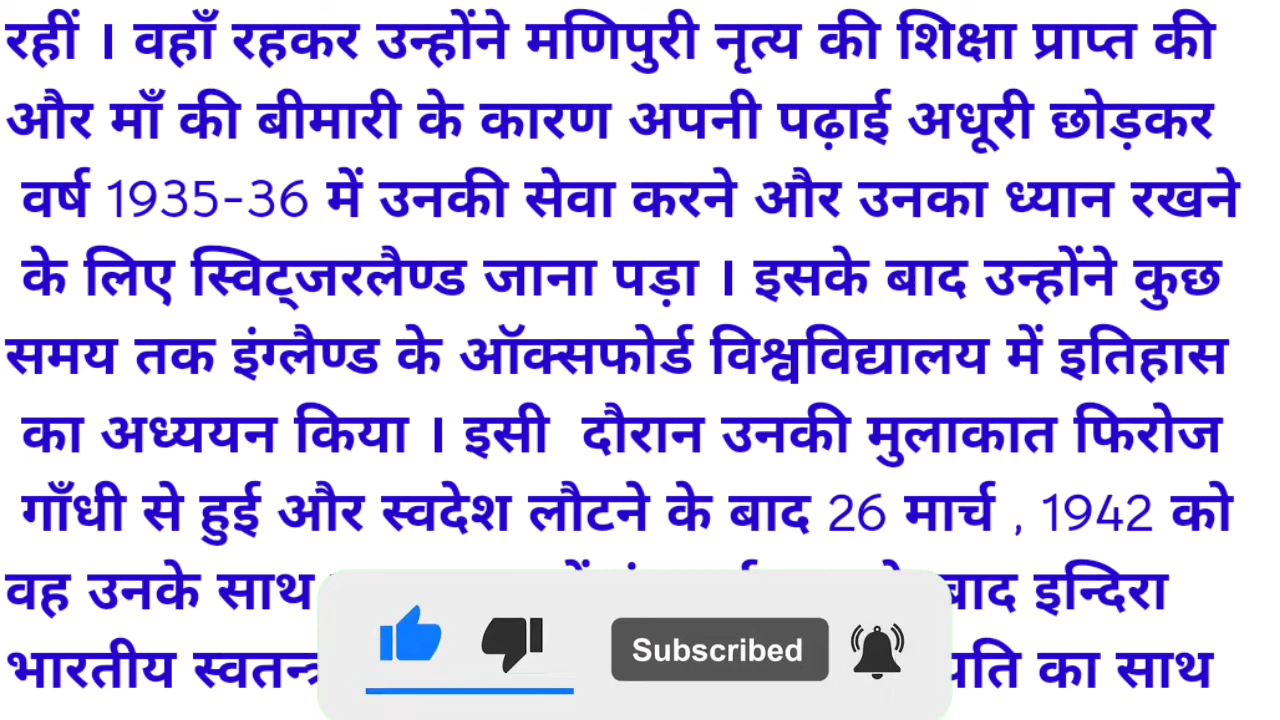 रहीं । वहाँ रहकर उन्होंने मणिपुरी नृत्य की शिक्षा प्राप्त की
और माँ की बीमारी के कारण अपनी पढ़ाई अधूरी छोड़कर
वर्ष 1935-36 में उनकी सेवा करने और उनका ध्यान रखने
के लिए स्विट्जरलैण्ड जाना पड़ा । इसके बाद उन्होंने कुछ
समय तक इंग्लैण्ड के ऑक्सफोर्ड विश्वविद्यालय में इतिहास
का अध्ययन किया । इसी दौरान उनकी मुलाकात फिरोज
गाँधी से हुई और स्वदेश लौटने के बाद 26 मार्च , 1942 को
वह उनके साथ बाद इन्दिरा
भारतीय का साथ
Subscribed